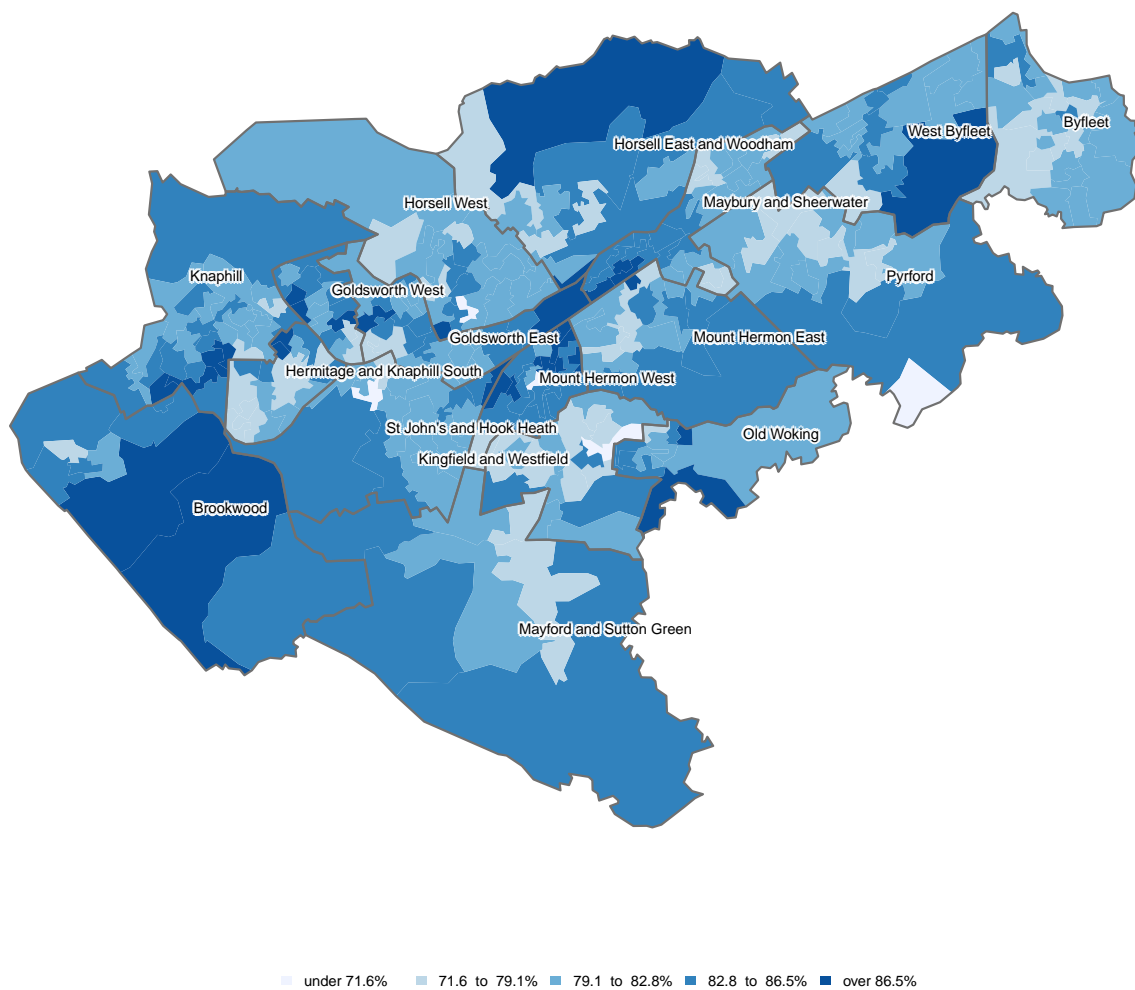 West Byfleet
Byfleet
Horsell East and Woodham
Horsell West
Maybury and Sheerwater
Knaphill
Goldsworth West
Pyrford
Goldsworth East
Mount Hermon East
Hermitage and Knaphill South
Mount Hermon West
St John's and Hook Heath
Old Woking
Kingfield and Westfield
Brookwood
Mayford and Sutton Green
under 71.6% 71.6 to 79.1% 79.1 to 82.8% 82.8 to 86.5% over 86.5%